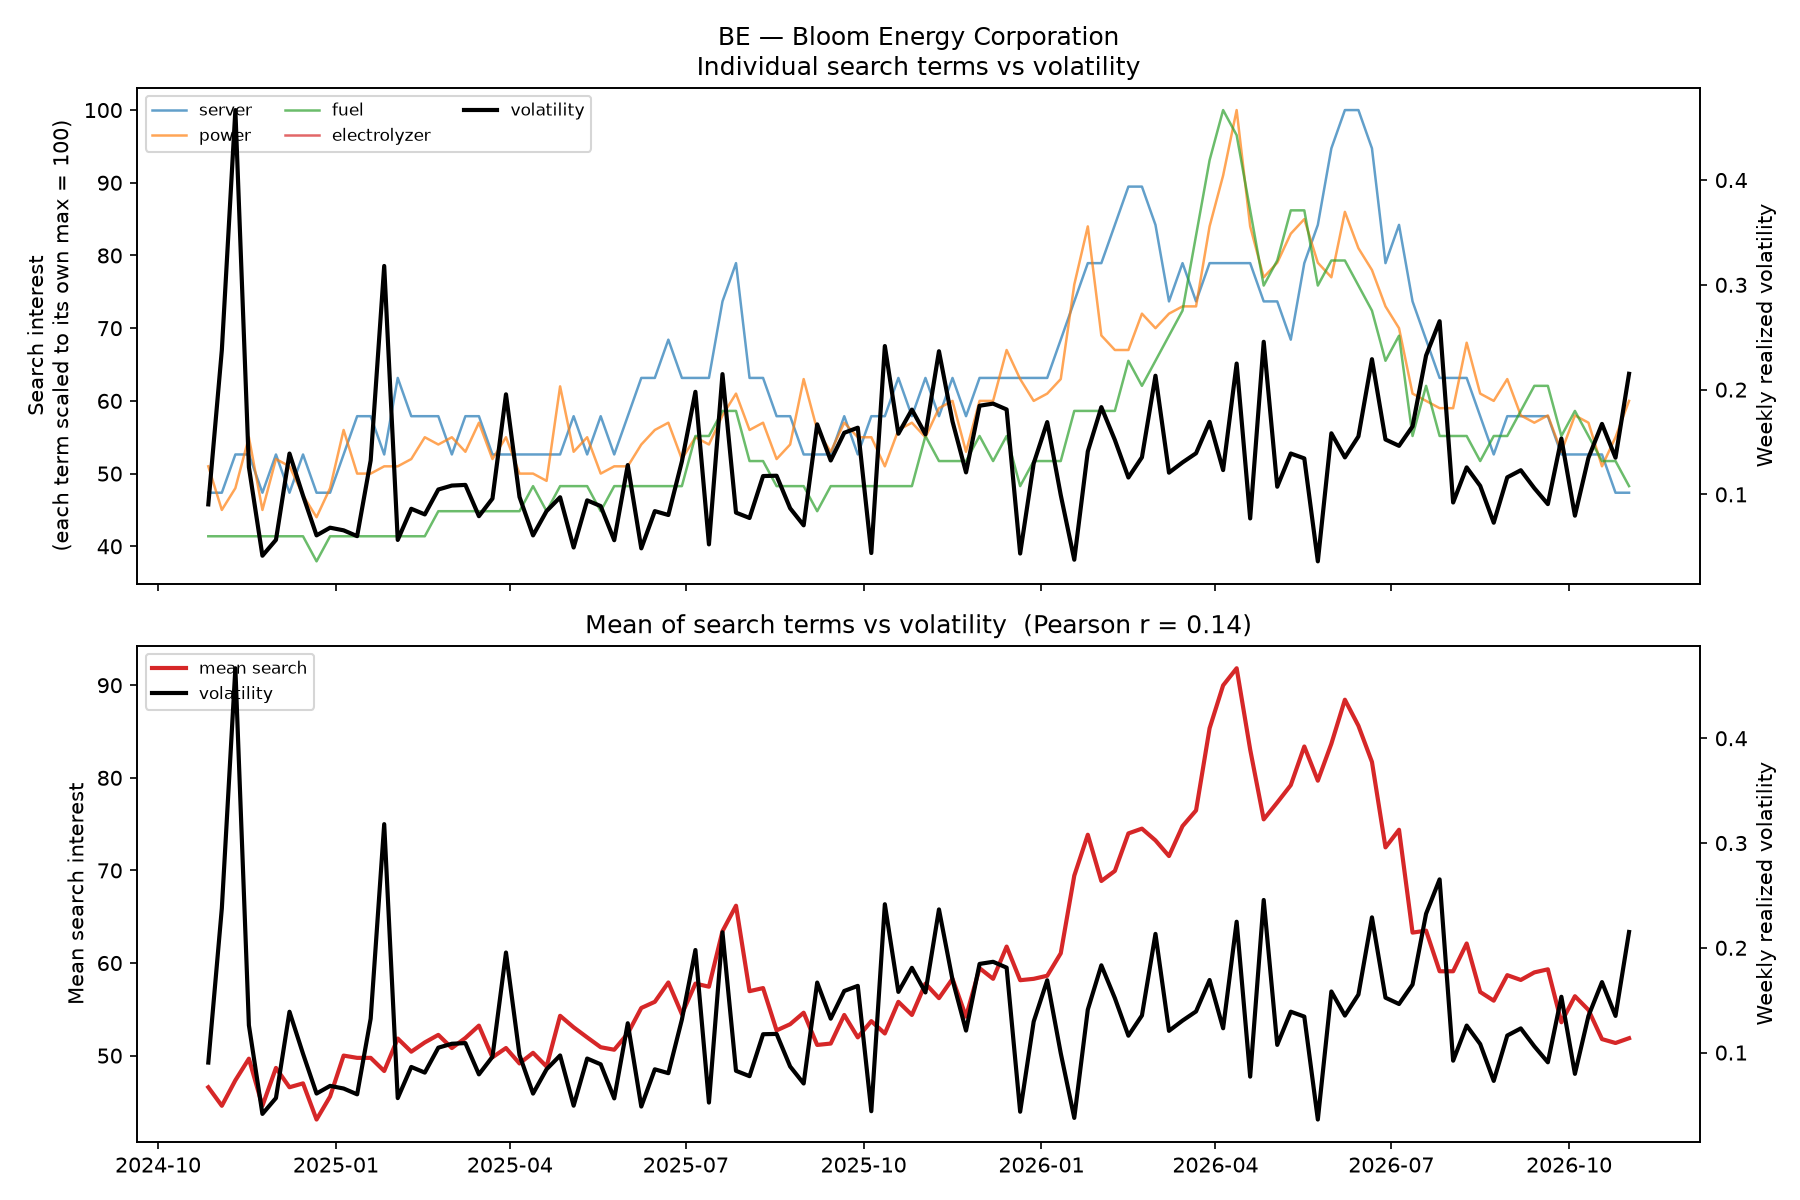 BE — Bloom Energy Corporation
Individual search terms vs volatility
server
power
fuel
electrolyzer
volatility
100
90
80
70
60
50
40
Search interest
(each term scaled to its own max = 100)
0.4
0.3
0.2
0.1
Weekly realized volatility
Mean of search terms vs volatility (Pearson r = 0.14)
mean search
volatility
90
80
70
60
50
Mean search interest
0.4
0.3
0.2
0.1
Weekly realized volatility
2024-10 2025-01 2025-04 2025-07 2025-10 2026-01 2026-04 2026-07 2026-10